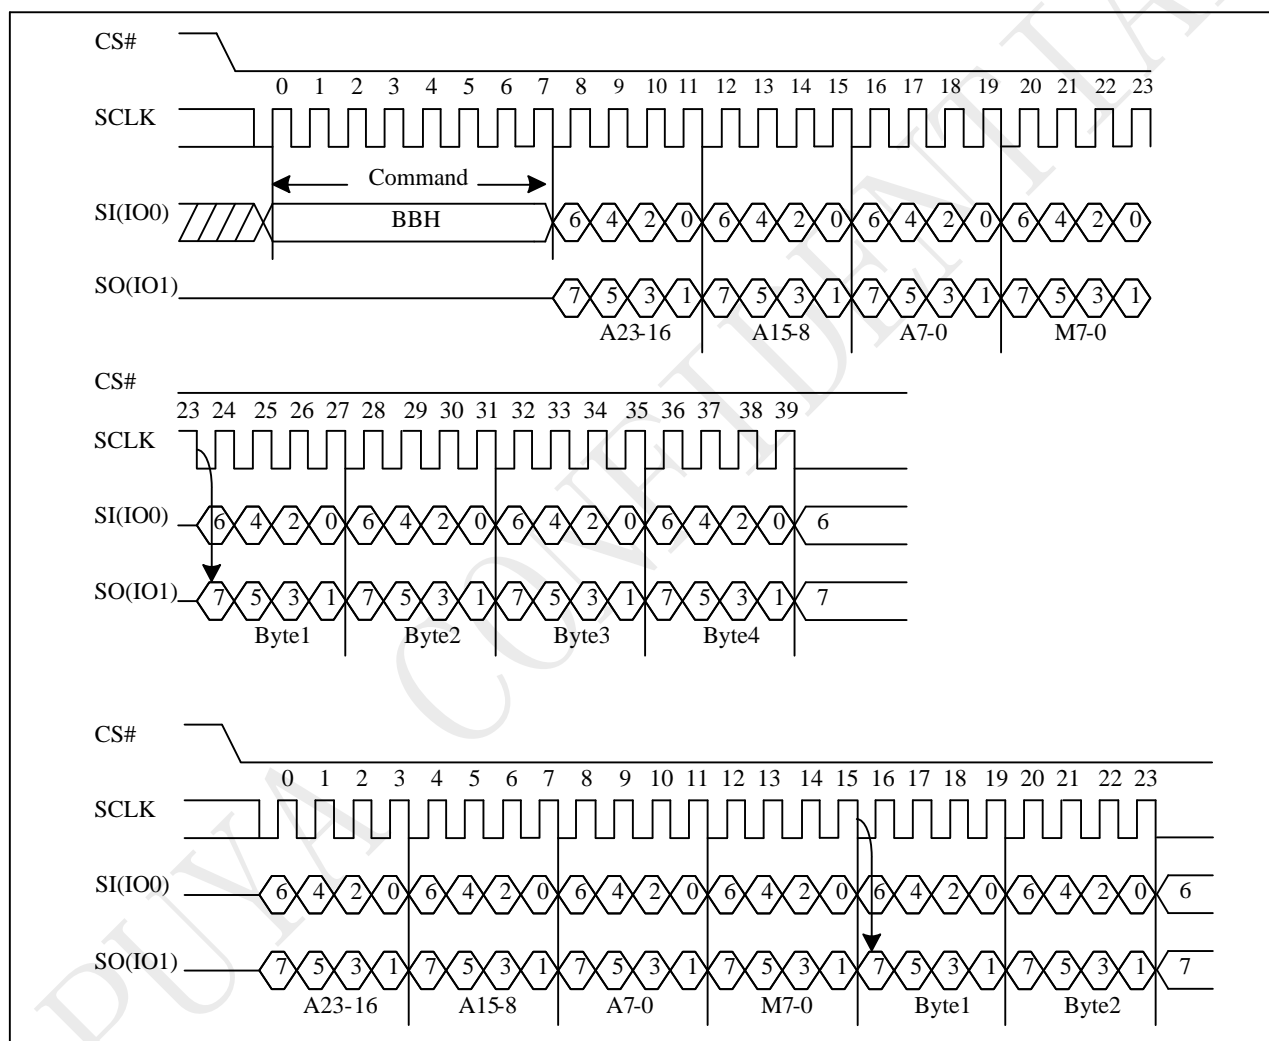 CS#
0 1 2 3 4 5 6 7 8 9 10 11 12 13 14 15 16 17 18 19 20 21 22 23
SCLK
Command
SI(IO0) BBH 6 4 2 0 6 4 2 0 6 4 2 0 6 4 2 0
SO(IO1) 7 5 3 1 7 5 3 1 7 5 3 1 7 5 3 1
A23-16 A15-8 A7-0 M7-0
CS#
23 24 25 26 27 28 29 30 31 32 33 34 35 36 37 38 39
SCLK
SI(IO0) 6 4 2 0 6 4 2 0 6 4 2 0 6 4 2 0 6
SO(IO1) 7 5 3 1 7 5 3 1 7 5 3 1 7 5 3 1 7
Byte1 Byte2 Byte3 Byte4
CS#
0 1 2 3 4 5 6 7 8 9 10 11 12 13 14 15 16 17 18 19 20 21 22 23
SCLK
SI(IO0) 6 4 2 0 6 4 2 0 6 4 2 0 6 4 2 0 6 4 2 0 6 4 2 0 6
SO(IO1) 7 5 3 1 7 5 3 1 7 5 3 1 7 5 3 1 7 5 3 1 7 5 3 1 7
A23-16 A15-8 A7-0 M7-0 Byte1 Byte2
PUYA CONFIDENTIA